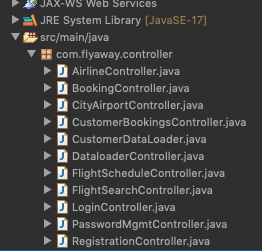 JAX-WS Web Services
JRE System Library [JavaSE-17]
src/main/java
com.flyaway.controller
AirlineController.java
BookingController.java
CityAirportController.java
CustomerBookingsController.java
CustomerDataLoader.java
DataloaderController.java
FlightScheduleController.java
FlightSearchController.java
LoginController.java
PasswordMgmtController.java
RegistrationController.java